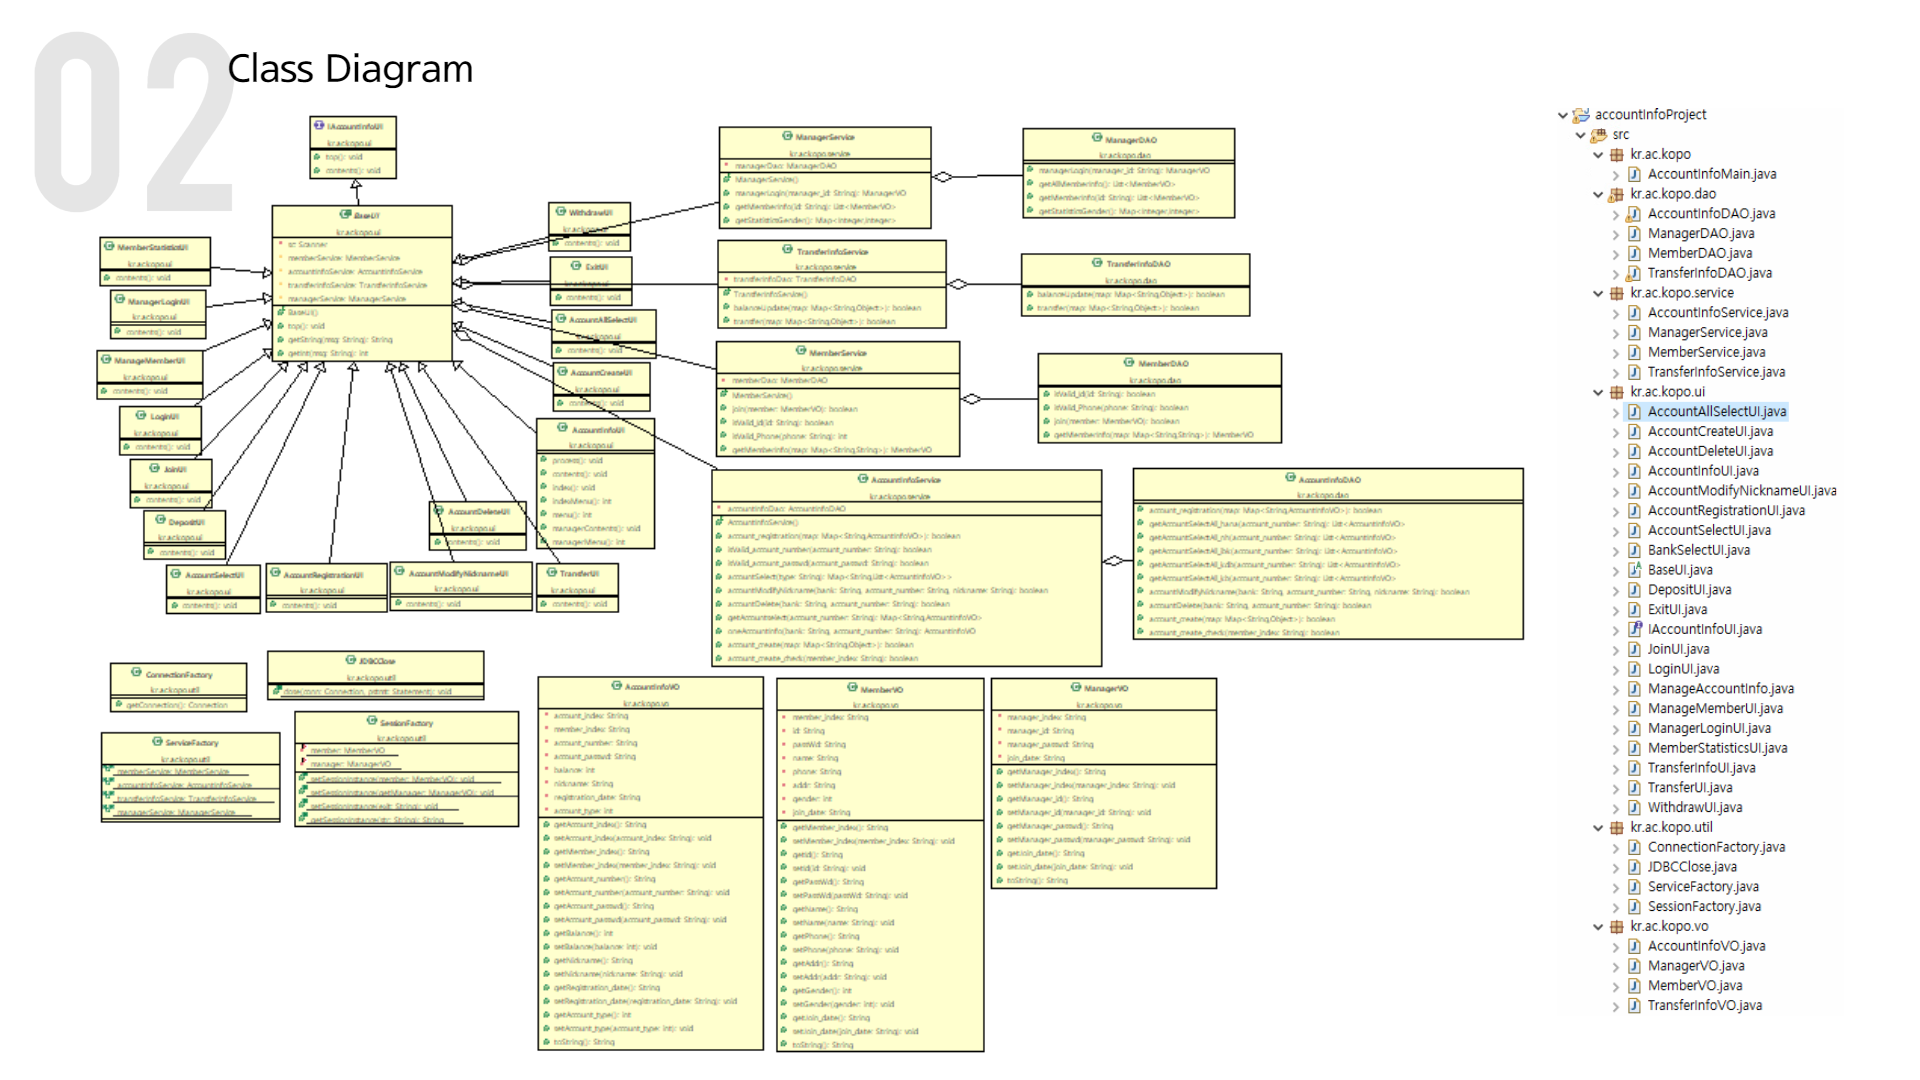 02
Class Diagram
IAccountInfoUI
kr.ac.kopo.ui
top(): void
contents(): void
BaseUI
kr.ac.kopo.ui
sc: Scanner
memberService: MemberService
accountInfoService: AccountInfoService
transferInfoService: TransferInfoService
managerService: ManagerService
BaseUI()
top(): void
getString(msg: String): String
getInt(msg: String): int
MemberStatisticUI
kr.ac.kopo.ui
contents(): void
ManagerLoginUI
kr.ac.kopo.ui
contents(): void
ManageMemberUI
kr.ac.kopo.ui
contents(): void
LoginUI
kr.ac.kopo.ui
contents(): void
JoinUI
kr.ac.kopo.ui
contents(): void
DepositUI
kr.ac.kopo.ui
contents(): void
AccountSelectUI
kr.ac.kopo.ui
contents(): void
AccountRegistrationUI
kr.ac.kopo.ui
contents(): void
AccountModifyNicknameUI
kr.ac.kopo.ui
contents(): void
TransferUI
kr.ac.kopo.ui
contents(): void
AccountDeleteUI
kr.ac.kopo.ui
contents(): void
WithdrawUI
kr.ac.kopo.ui
contents(): void
ExitUI
kr.ac.kopo.ui
contents(): void
AccountAllSelectUI
kr.ac.kopo.ui
contents(): void
AccountCreateUI
kr.ac.kopo.ui
contents(): void
AccountInfoUI
kr.ac.kopo.ui
process(): void
contents(): void
index(): void
indexMenu(): int
menu(): int
managerContents(): void
managerMenu(): int
ManagerService
kr.ac.kopo.service
managerDao: ManagerDAO
ManagerService()
managerLogin(manager_id: String): ManagerVO
getMemberInfo(id: String): List<MemberVO>
getStatisticGender(): Map<Integer,Integer>
ManagerDAO
kr.ac.kopo.dao
managerLogin(manager_id: String): ManagerVO
getAllMemberInfo(): List<MemberVO>
getMemberInfo(id: String): List<MemberVO>
getStatisticGender(): Map<Integer,Integer>
TransferInfoService
kr.ac.kopo.service
transferInfoDao: TransferInfoDAO
TransferInfoService()
balanceUpdate(map: Map<String,Object>): boolean
transfer(map: Map<String,Object>): boolean
TransferInfoDAO
kr.ac.kopo.dao
balanceUpdate(map: Map<String,Object>): boolean
transfer(map: Map<String,Object>): boolean
MemberService
kr.ac.kopo.service
memberDao: MemberDAO
MemberService()
join(member: MemberVO): boolean
isValid_id(id: String): boolean
isValid_Phone(phone: String): int
getMemberInfo(map: Map<String,String>): MemberVO
MemberDAO
kr.ac.kopo.dao
isValid_id(id: String): boolean
isValid_Phone(phone: String): boolean
join(member: MemberVO): boolean
getMemberInfo(map: Map<String,String>): MemberVO
AccountInfoService
kr.ac.kopo.service
accountInfoDao: AccountInfoDAO
AccountInfoService()
account_registration(map: Map<String,AccountInfoVO>): boolean
isValid_account_number(account_number: String): boolean
isValid_account_passwd(account_passwd: String): boolean
accountSelect(type: String): Map<String,List<AccountInfoVO>>
accountModifyNickname(bank: String, account_number: String, nickname: String): boolean
accountDelete(bank: String, account_number: String): boolean
getAccountselect(account_number: String): Map<String,AccountInfoVO>
oneAccountInfo(bank: String, account_number: String): AccountInfoVO
account_create(map: Map<String,Object>): boolean
account_create_check(member_index: String): boolean
AccountInfoDAO
kr.ac.kopo.dao
account_registration(map: Map<String,AccountInfoVO>): boolean
getAccountSelectAll_hana(account_number: String): List<AccountInfoVO>
getAccountSelectAll_nh(account_number: String): List<AccountInfoVO>
getAccountSelectAll_ibk(account_number: String): List<AccountInfoVO>
getAccountSelectAll_kdb(account_number: String): List<AccountInfoVO>
getAccountSelectAll_kb(account_number: String): List<AccountInfoVO>
accountModifyNickname(bank: String, account_number: String, nickname: String): boolean
accountDelete(bank: String, account_number: String): boolean
account_create(map: Map<String,Object>): boolean
account_create_check(member_index: String): boolean
ConnectionFactory
kr.ac.kopo.util
getConnection(): Connection
JDBCClose
kr.ac.kopo.util
close(conn: Connection, pstmt: Statement): void
ServiceFactory
kr.ac.kopo.util
memberService: MemberService
accountInfoService: AccountInfoService
transferInfoService: TransferInfoService
managerService: ManagerService
SessionFactory
kr.ac.kopo.util
member: MemberVO
manager: ManagerVO
setSessionInstance(member: MemberVO): void
setSessionInstance(getManager: ManagerVO): void
setSessionInstance(exit: String): void
getSessionInstance(str: String): String
AccountInfoVO
kr.ac.kopo.vo
account_index: String
member_index: String
account_number: String
account_passwd: String
balance: int
nickname: String
registration_date: String
account_type: int
getAccount_index(): String
setAccount_index(account_index: String): void
getMember_index(): String
setMember_index(member_index: String): void
getAccount_number(): String
setAccount_number(account_number: String): void
getAccount_passwd(): String
setAccount_passwd(account_passwd: String): void
getBalance(): int
setBalance(balance: int): void
getNickname(): String
setNickname(nickname: String): void
getRegistration_date(): String
setRegistration_date(registration_date: String): void
getAccount_type(): int
setAccount_type(account_type: int): void
toString(): String
MemberVO
kr.ac.kopo.vo
member_index: String
id: String
passWd: String
name: String
phone: String
addr: String
gender: int
join_date: String
getMember_index(): String
setMember_index(member_index: String): void
getId(): String
setId(id: String): void
getPassWd(): String
setPassWd(passWd: String): void
getName(): String
setName(name: String): void
getPhone(): String
setPhone(phone: String): void
getAddr(): String
setAddr(addr: String): void
getGender(): int
setGender(gender: int): void
getJoin_date(): String
setJoin_date(join_date: String): void
toString(): String
ManagerVO
kr.ac.kopo.vo
manager_index: String
manager_id: String
manager_passwd: String
join_date: String
getManager_index(): String
setManager_index(manager_index: String): void
getManager_id(): String
setManager_id(manager_id: String): void
getManager_passwd(): String
setManager_passwd(manager_passwd: String): void
getJoin_date(): String
setJoin_date(join_date: String): void
toString(): String
accountInfoProject
src
kr.ac.kopo
AccountInfoMain.java
kr.ac.kopo.dao
AccountInfoDAO.java
ManagerDAO.java
MemberDAO.java
TransferInfoDAO.java
kr.ac.kopo.service
AccountInfoService.java
ManagerService.java
MemberService.java
TransferInfoService.java
kr.ac.kopo.ui
AccountAllSelectUI.java
AccountCreateUI.java
AccountDeleteUI.java
AccountInfoUI.java
AccountModifyNicknameUI.java
AccountRegistrationUI.java
AccountSelectUI.java
BankSelectUI.java
BaseUI.java
DepositUI.java
ExitUI.java
IAccountInfoUI.java
JoinUI.java
LoginUI.java
ManageAccountInfo.java
ManageMemberUI.java
ManagerLoginUI.java
MemberStatisticsUI.java
TransferInfoUI.java
TransferUI.java
WithdrawUI.java
kr.ac.kopo.util
ConnectionFactory.java
JDBCClose.java
ServiceFactory.java
SessionFactory.java
kr.ac.kopo.vo
AccountInfoVO.java
ManagerVO.java
MemberVO.java
TransferInfoVO.java